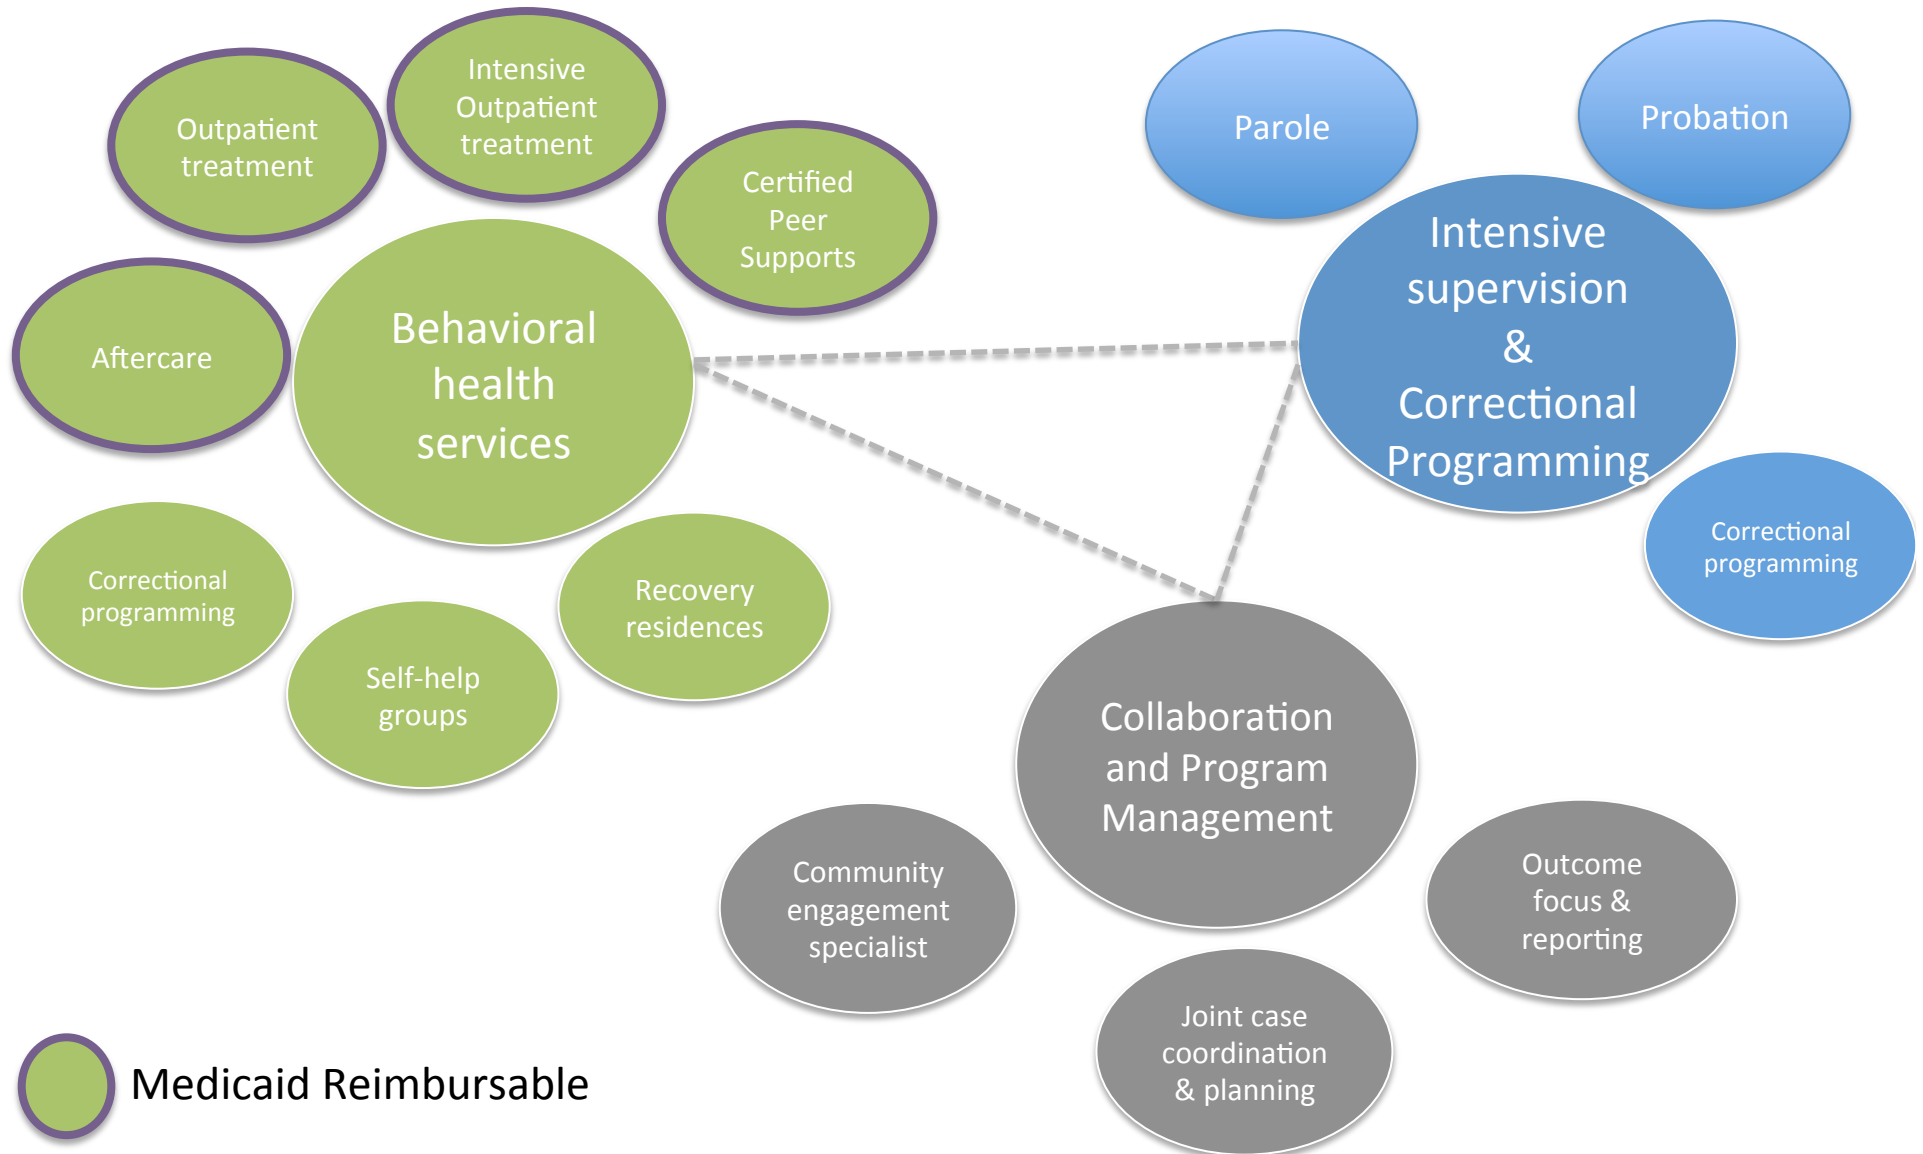 Intensive
Outpatient
treatment
Outpatient
treatment
Certified
Peer
Supports
Aftercare
Behavioral
health
services
Correctional
programming
Self-help
groups
Recovery
residences
Parole
Probation
Intensive
supervision
&
Correctional
Programming
Correctional
programming
Collaboration
and Program
Management
Community
engagement
specialist
Joint case
coordination
& planning
Outcome
focus &
reporting
Medicaid Reimbursable